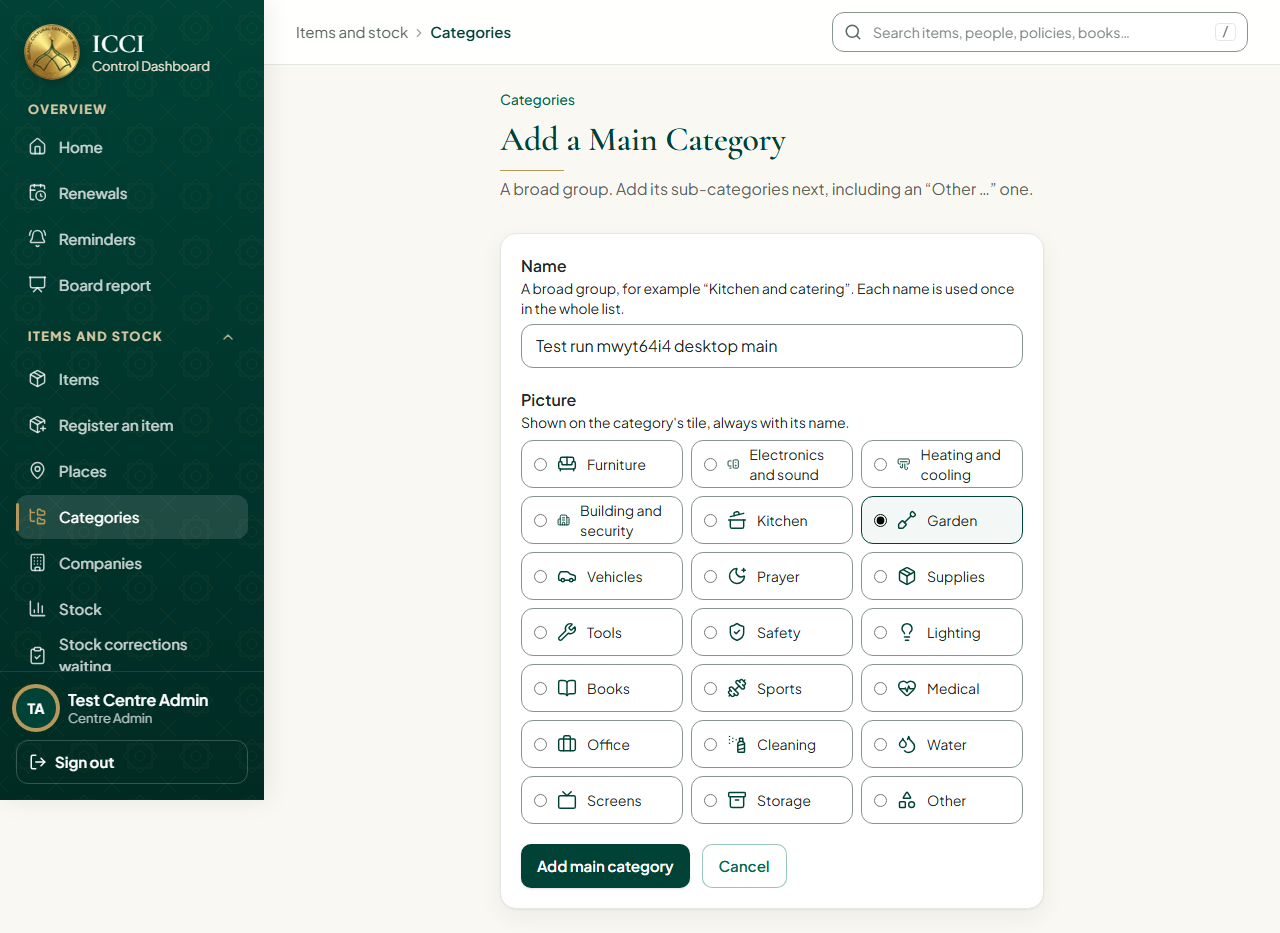 ICCI
Control Dashboard
OVERVIEW
Home
Renewals
Reminders
Board report
ITEMS AND STOCK
Items
Register an item
Places
Categories
Companies
Stock
Stock corrections
waiting
TA
Test Centre Admin
Centre Admin
Sign out
Items and stock › Categories
Search items, people, policies, books…
/
Categories
Add a Main Category
A broad group. Add its sub-categories next, including an “Other …” one.
Name
A broad group, for example “Kitchen and catering”. Each name is used once
in the whole list.
Test run mwyt64i4 desktop main
Picture
Shown on the category's tile, always with its name.
Furniture
Electronics
and sound
Heating and
cooling
Building and
security
Kitchen
Garden
Vehicles
Prayer
Supplies
Tools
Safety
Lighting
Books
Sports
Medical
Office
Cleaning
Water
Screens
Storage
Other
Add main category
Cancel